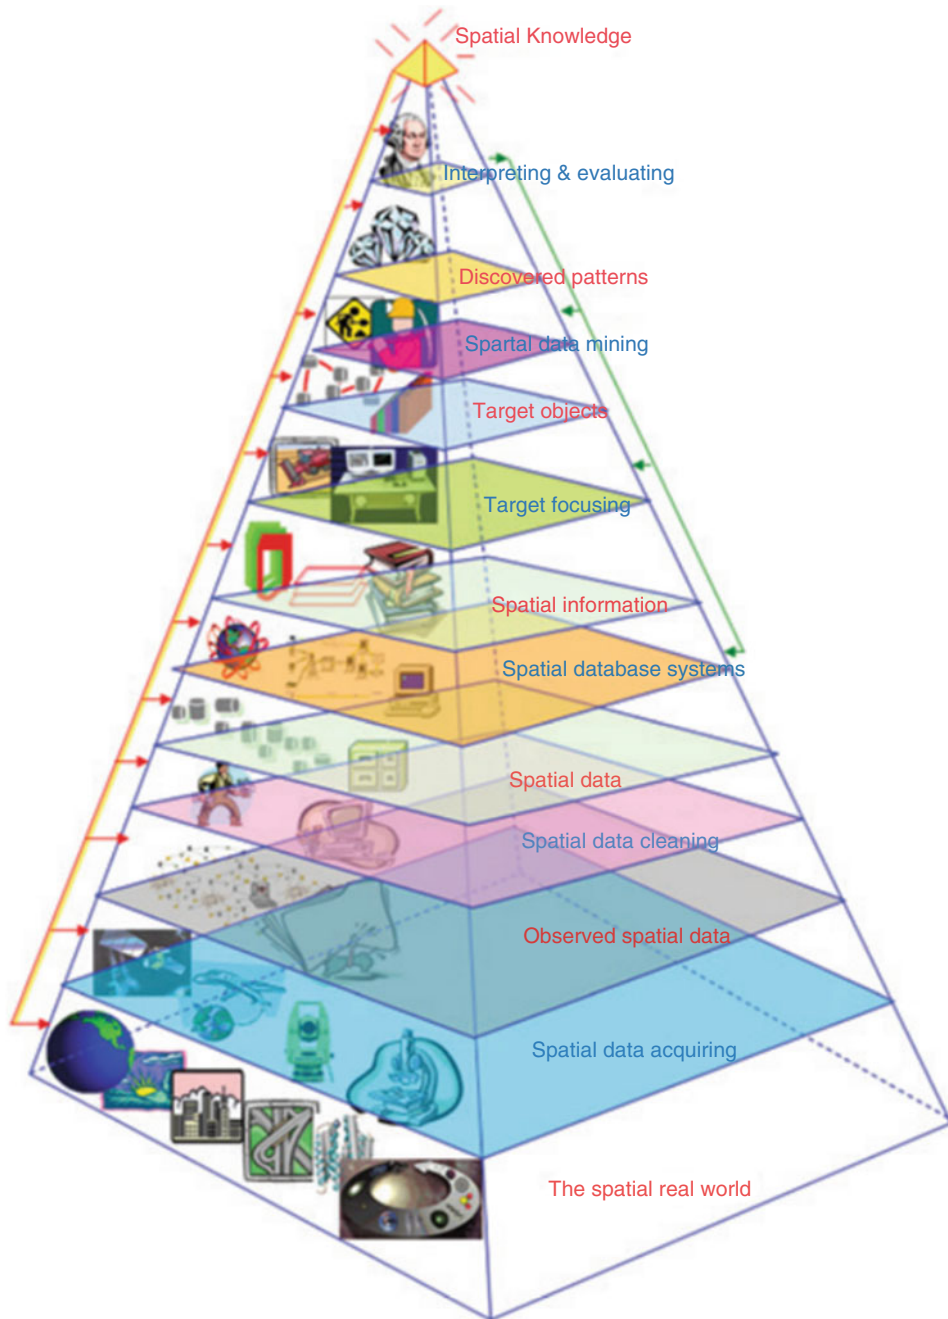 Spatial Knowledge
Interpreting & evaluating
Discovered patterns
Spartal data mining
Target objects
Target focusing
Spatial information
Spatial database systems
Spatial data
Spatial data cleaning
Observed spatial data
Spatial data acquiring
The spatial real world